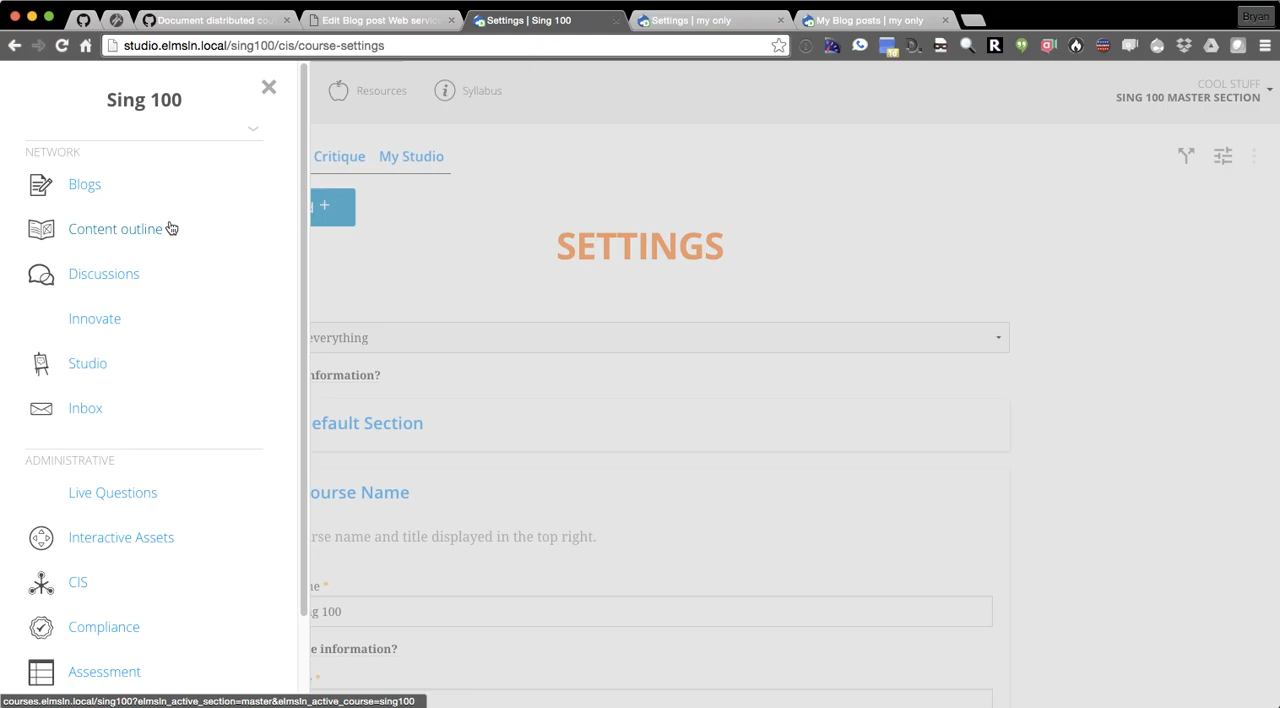 Document distributed cou
Edit Blog post Web servic
Settings | Sing 100
Settings | my only
My Blog posts | my only
Bryan
studio.elmsln.local/sing100/cis/course-settings
Sing 100
Resources
Syllabus
COOL STUFF
SING 100 MASTER SECTION
NETWORK
Blogs
Content outline
Discussions
Innovate
Studio
Inbox
ADMINISTRATIVE
Live Questions
Interactive Assets
CIS
Compliance
Assessment
Critique
My Studio
d +
SETTINGS
everything
nformation?
efault Section
ourse Name
rse name and title displayed in the top right.
ne *
g 100
e information?
*
courses.elmsln.local/sing100?elmsln_active_section=master&elmsln_active_course=sing100